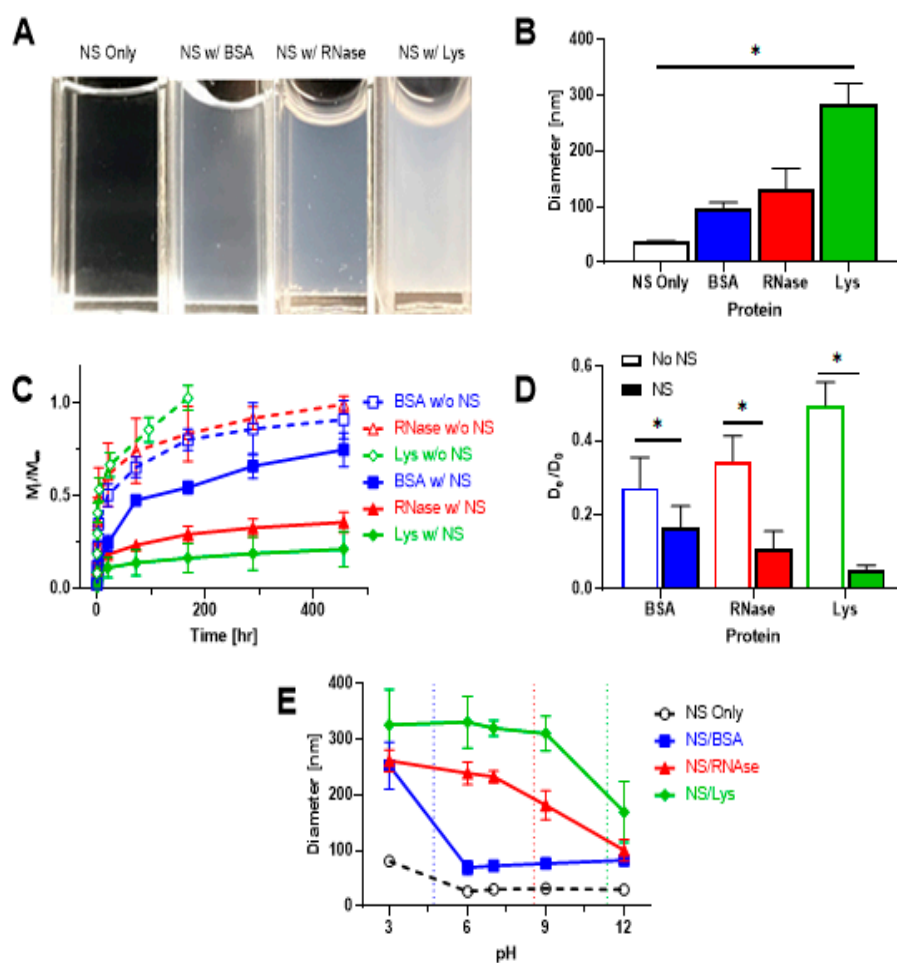 A
NS Only NS w/ BSA NS w/ RNase NS w/ Lys
B
*
400
300
200
100
0
Diameter [nm]
NS Only BSA RNase Lys
Protein
C
1.0
0.5
0.0
Mt/M∞
0 200 400
Time [hr]
BSA w/o NS
RNase w/o NS
Lys w/o NS
BSA w/ NS
RNase w/ NS
Lys w/ NS
D
No NS
NS
* * *
0.6
0.4
0.2
0.0
De/D0
BSA RNase Lys
Protein
E
400
300
200
100
0
Diameter [nm]
3 6 9 12
pH
NS Only
NS/BSA
NS/RNAse
NS/Lys